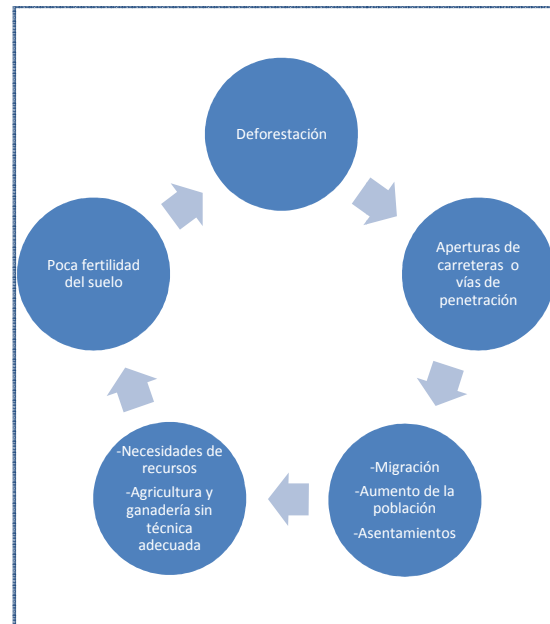 Deforestación
Aperturas de
carreteras o
vías de
penetración
-Migración
-Aumento de la
población
-Asentamientos
-Necesidades de
recursos
-Agricultura y
ganadería sin
técnica
adecuada
Poca fertilidad
del suelo